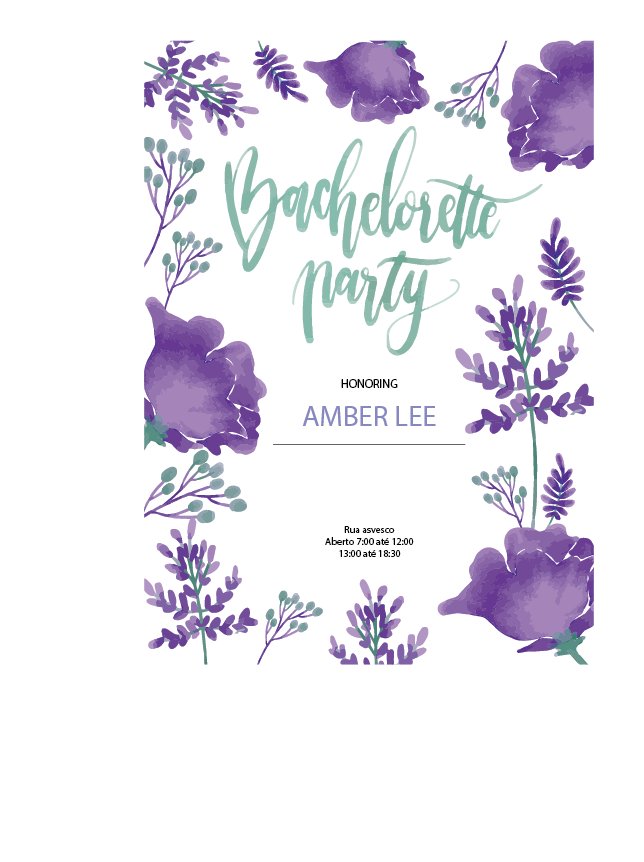 Bachelorette
party
HONORING
AMBER LEE
Rua asvesco
Aberto 7:00 até 12:00
13:00 até 18:30